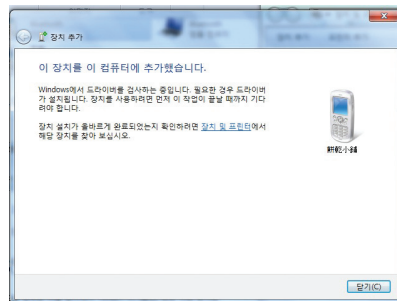 장치 추가
이 장치를 이 컴퓨터에 추가했습니다.
Windows에서 드라이버를 검사하는 중입니다. 필요한 경우 드라이버
가 설치됩니다. 장치를 사용하려면 먼저 이 작업이 끝날 때까지 기다
려야 합니다.
장치 설치가 올바르게 완료되었는지 확인하려면 장치 및 프린터에서
해당 장치를 찾아 보십시오.
餠乾小鋪
닫기(C)